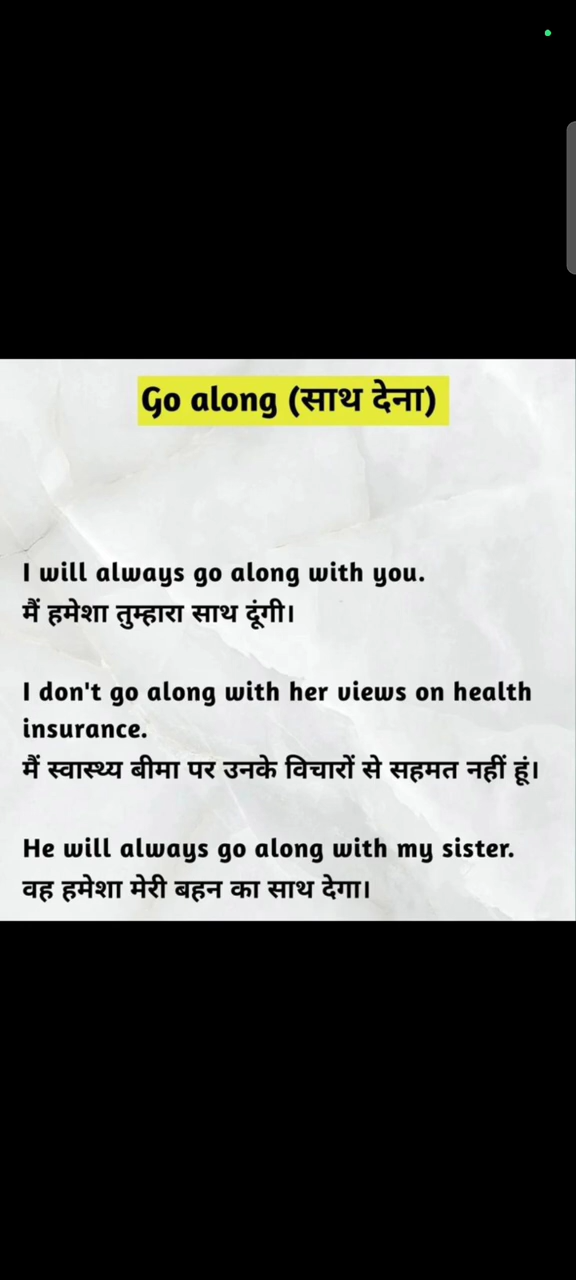 Go along (साथ देना)
I will always go along with you.
मैं हमेशा तुम्हारा साथ दूंगी।
I don't go along with her views on health
insurance.
मैं स्वास्थ्य बीमा पर उनके विचारों से सहमत नहीं हूं।
He will always go along with my sister.
वह हमेशा मेरी बहन का साथ देगा।